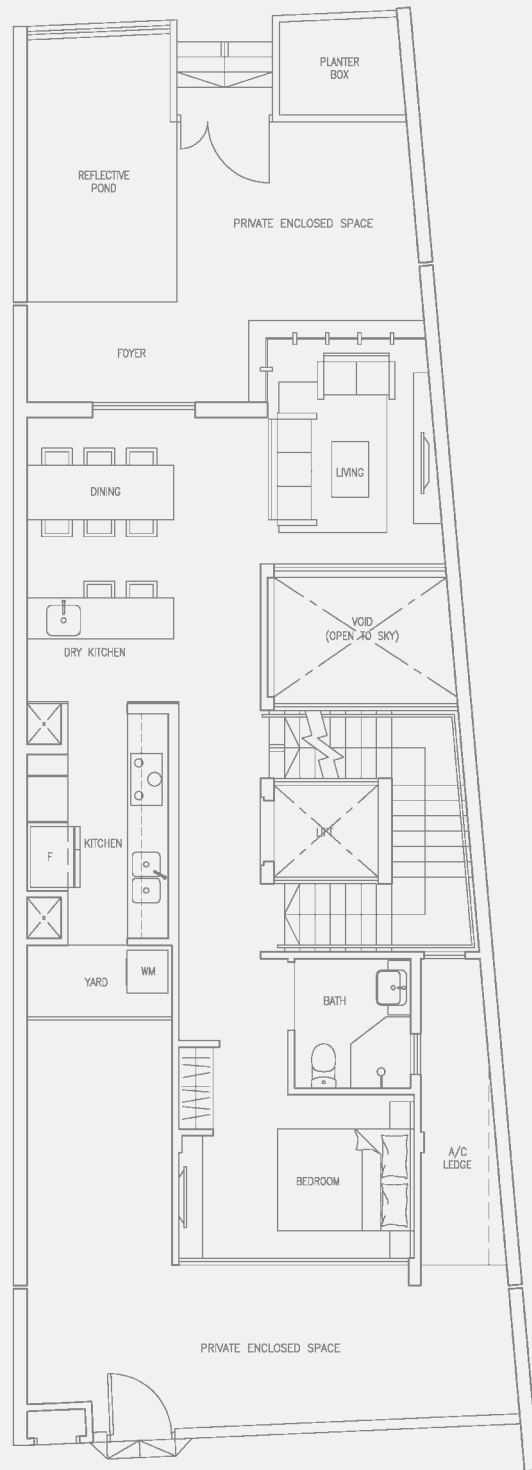 PLANTER
BOX
REFLECTIVE
POND
PRIVATE ENCLOSED SPACE
FOYER
LIVING
DINING
VOID
(OPEN TO SKY)
DRY KITCHEN
LIFT
KITCHEN
F
WM
YARD
BATH
A/C
LEDGE
BEDROOM
PRIVATE ENCLOSED SPACE